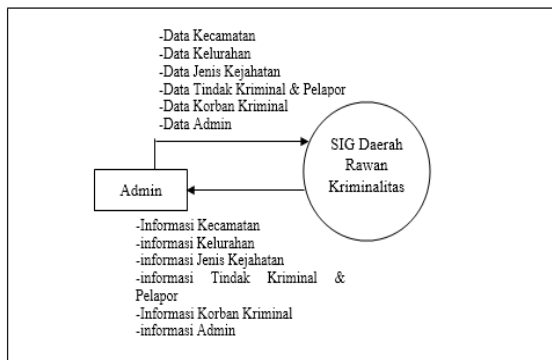 -Data Kecamatan
-Data Kelurahan
-Data Jenis Kejahatan
-Data Tindak Kriminal & Pelapor
-Data Korban Kriminal
-Data Admin
SIG Daerah
Rawan
Kriminalitas
Admin
-Informasi Kecamatan
-informasi Kelurahan
-informasi Jenis Kejahatan
-informasi Tindak Kriminal &
Pelapor
-Informasi Korban Kriminal
-informasi Admin